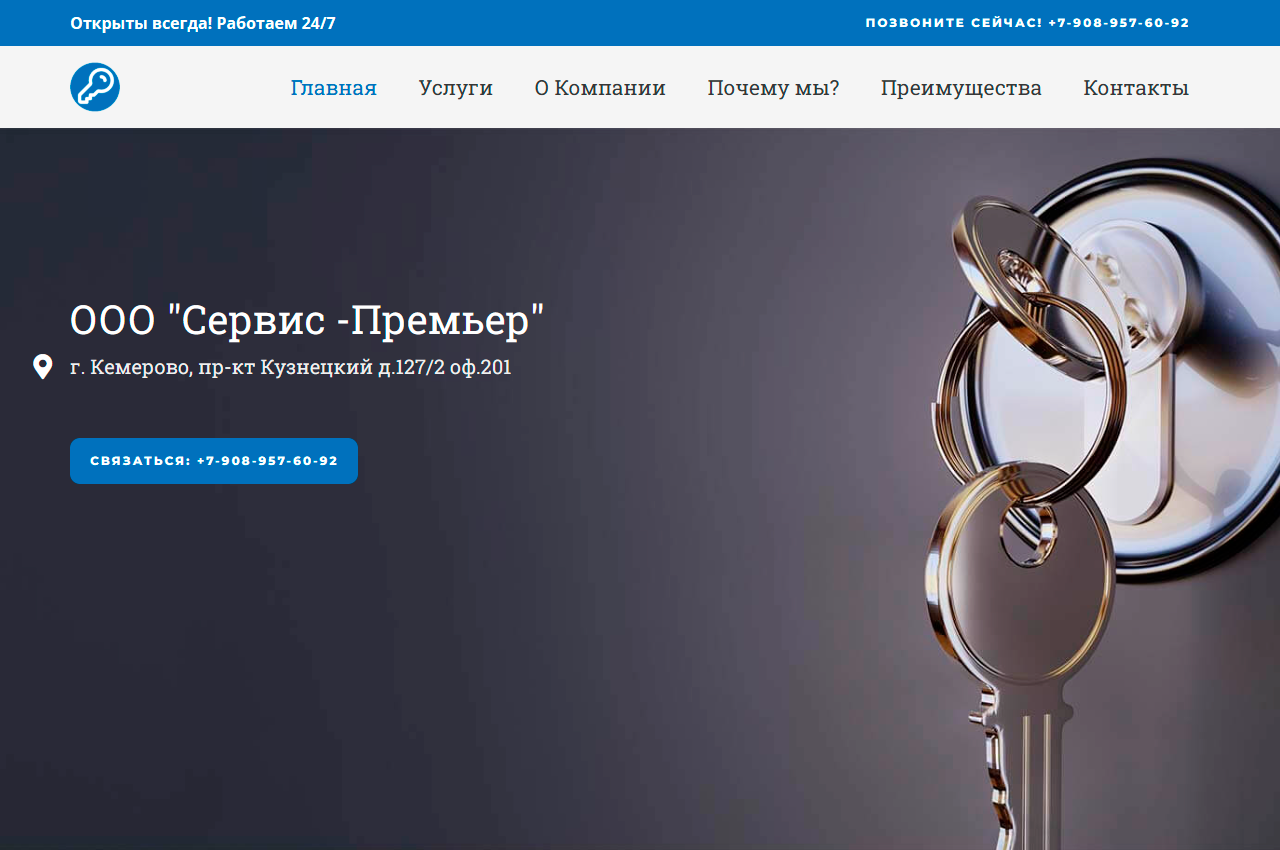 Открыты всегда! Работаем 24/7
ПОЗВОНИТЕ СЕЙЧАС! +7-908-957-60-92
Главная Услуги О Компании Почему мы? Преимущества Контакты
ООО "Сервис -Премьер"
г. Кемерово, пр-кт Кузнецкий д.127/2 оф.201
СВЯЗАТЬСЯ: +7-908-957-60-92